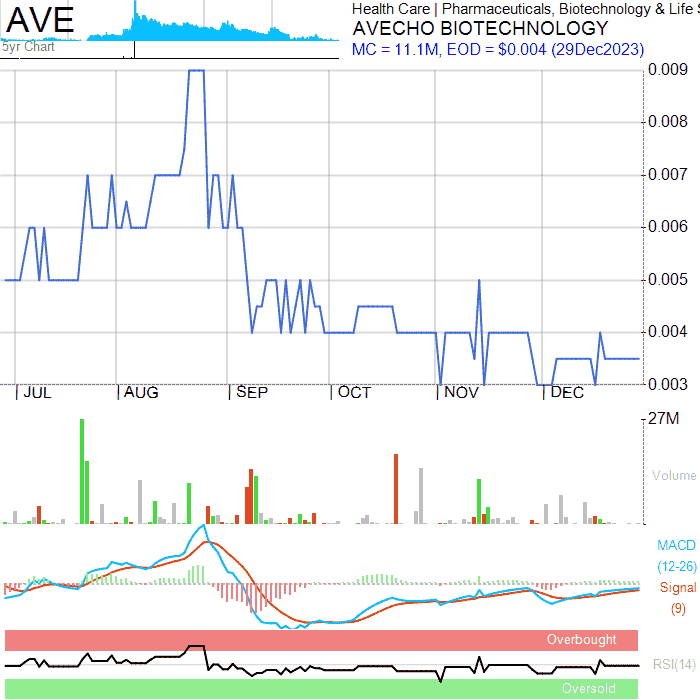 AVE
5yr Chart
Health Care | Pharmaceuticals, Biotechnology & Life S
AVECHO BIOTECHNOLOGY
MC = 11.1M, EOD = $0.004 (29Dec2023)
0.009
0.008
0.007
0.006
0.005
0.004
0.003
JUL
AUG
SEP
OCT
NOV
DEC
27M
Volume
MACD
(12-26)
Signal
(9)
Overbought
RSI(14)
Oversold